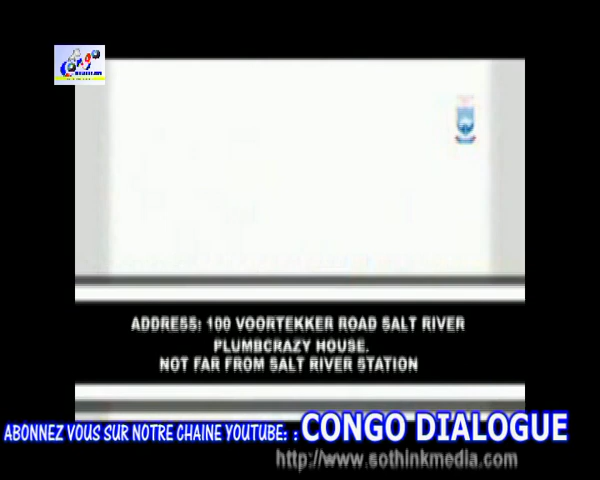 ADDRESS: 100 VOORTEKKER ROAD SALT RIVER
PLUMBCRAZY HOUSE.
NOT FAR FROM SALT RIVER STATION
ABONNEZ VOUS SUR NOTRE CHAINE YOUTUBE: : CONGO DIALOGUE
http://www.sothinkmedia.com